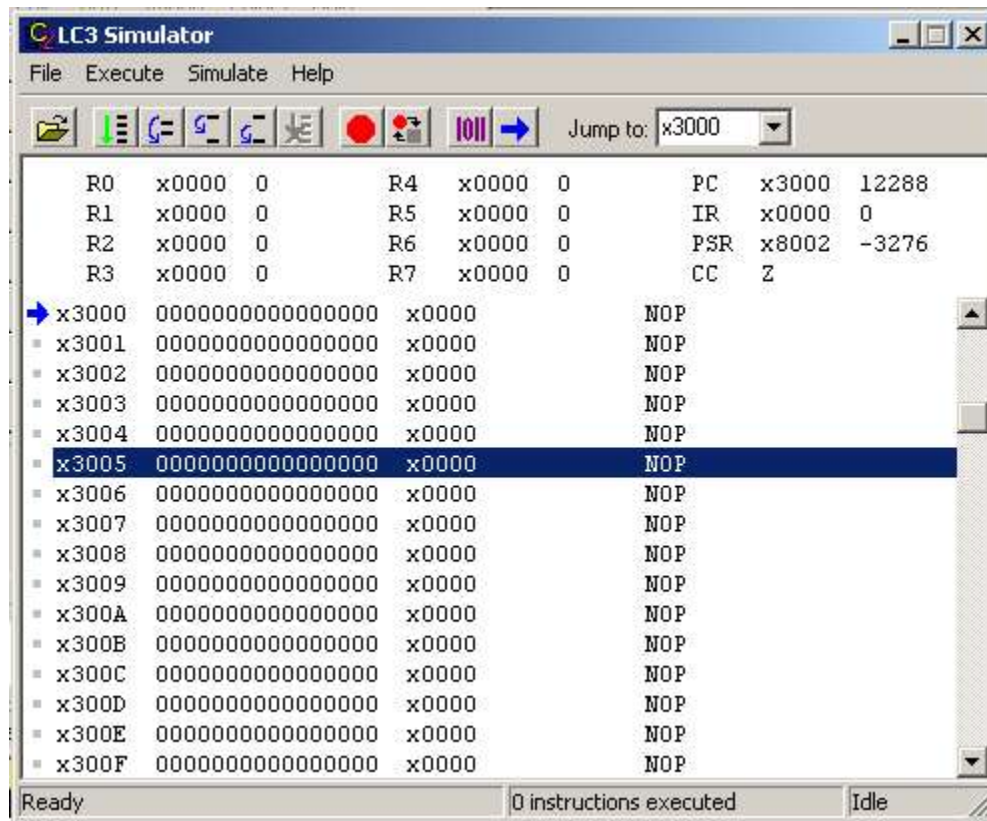 LC3 Simulator
File Execute Simulate Help
Jump to: x3000
R0 x0000 0 R4 x0000 0 PC x3000 12288
R1 x0000 0 R5 x0000 0 IR x0000 0
R2 x0000 0 R6 x0000 0 PSR x8002 -3276
R3 x0000 0 R7 x0000 0 CC Z
x3000 0000000000000000 x0000 NOP
x3001 0000000000000000 x0000 NOP
x3002 0000000000000000 x0000 NOP
x3003 0000000000000000 x0000 NOP
x3004 0000000000000000 x0000 NOP
x3005 0000000000000000 x0000 NOP
x3006 0000000000000000 x0000 NOP
x3007 0000000000000000 x0000 NOP
x3008 0000000000000000 x0000 NOP
x3009 0000000000000000 x0000 NOP
x300A 0000000000000000 x0000 NOP
x300B 0000000000000000 x0000 NOP
x300C 0000000000000000 x0000 NOP
x300D 0000000000000000 x0000 NOP
x300E 0000000000000000 x0000 NOP
x300F 0000000000000000 x0000 NOP
Ready 0 instructions executed Idle